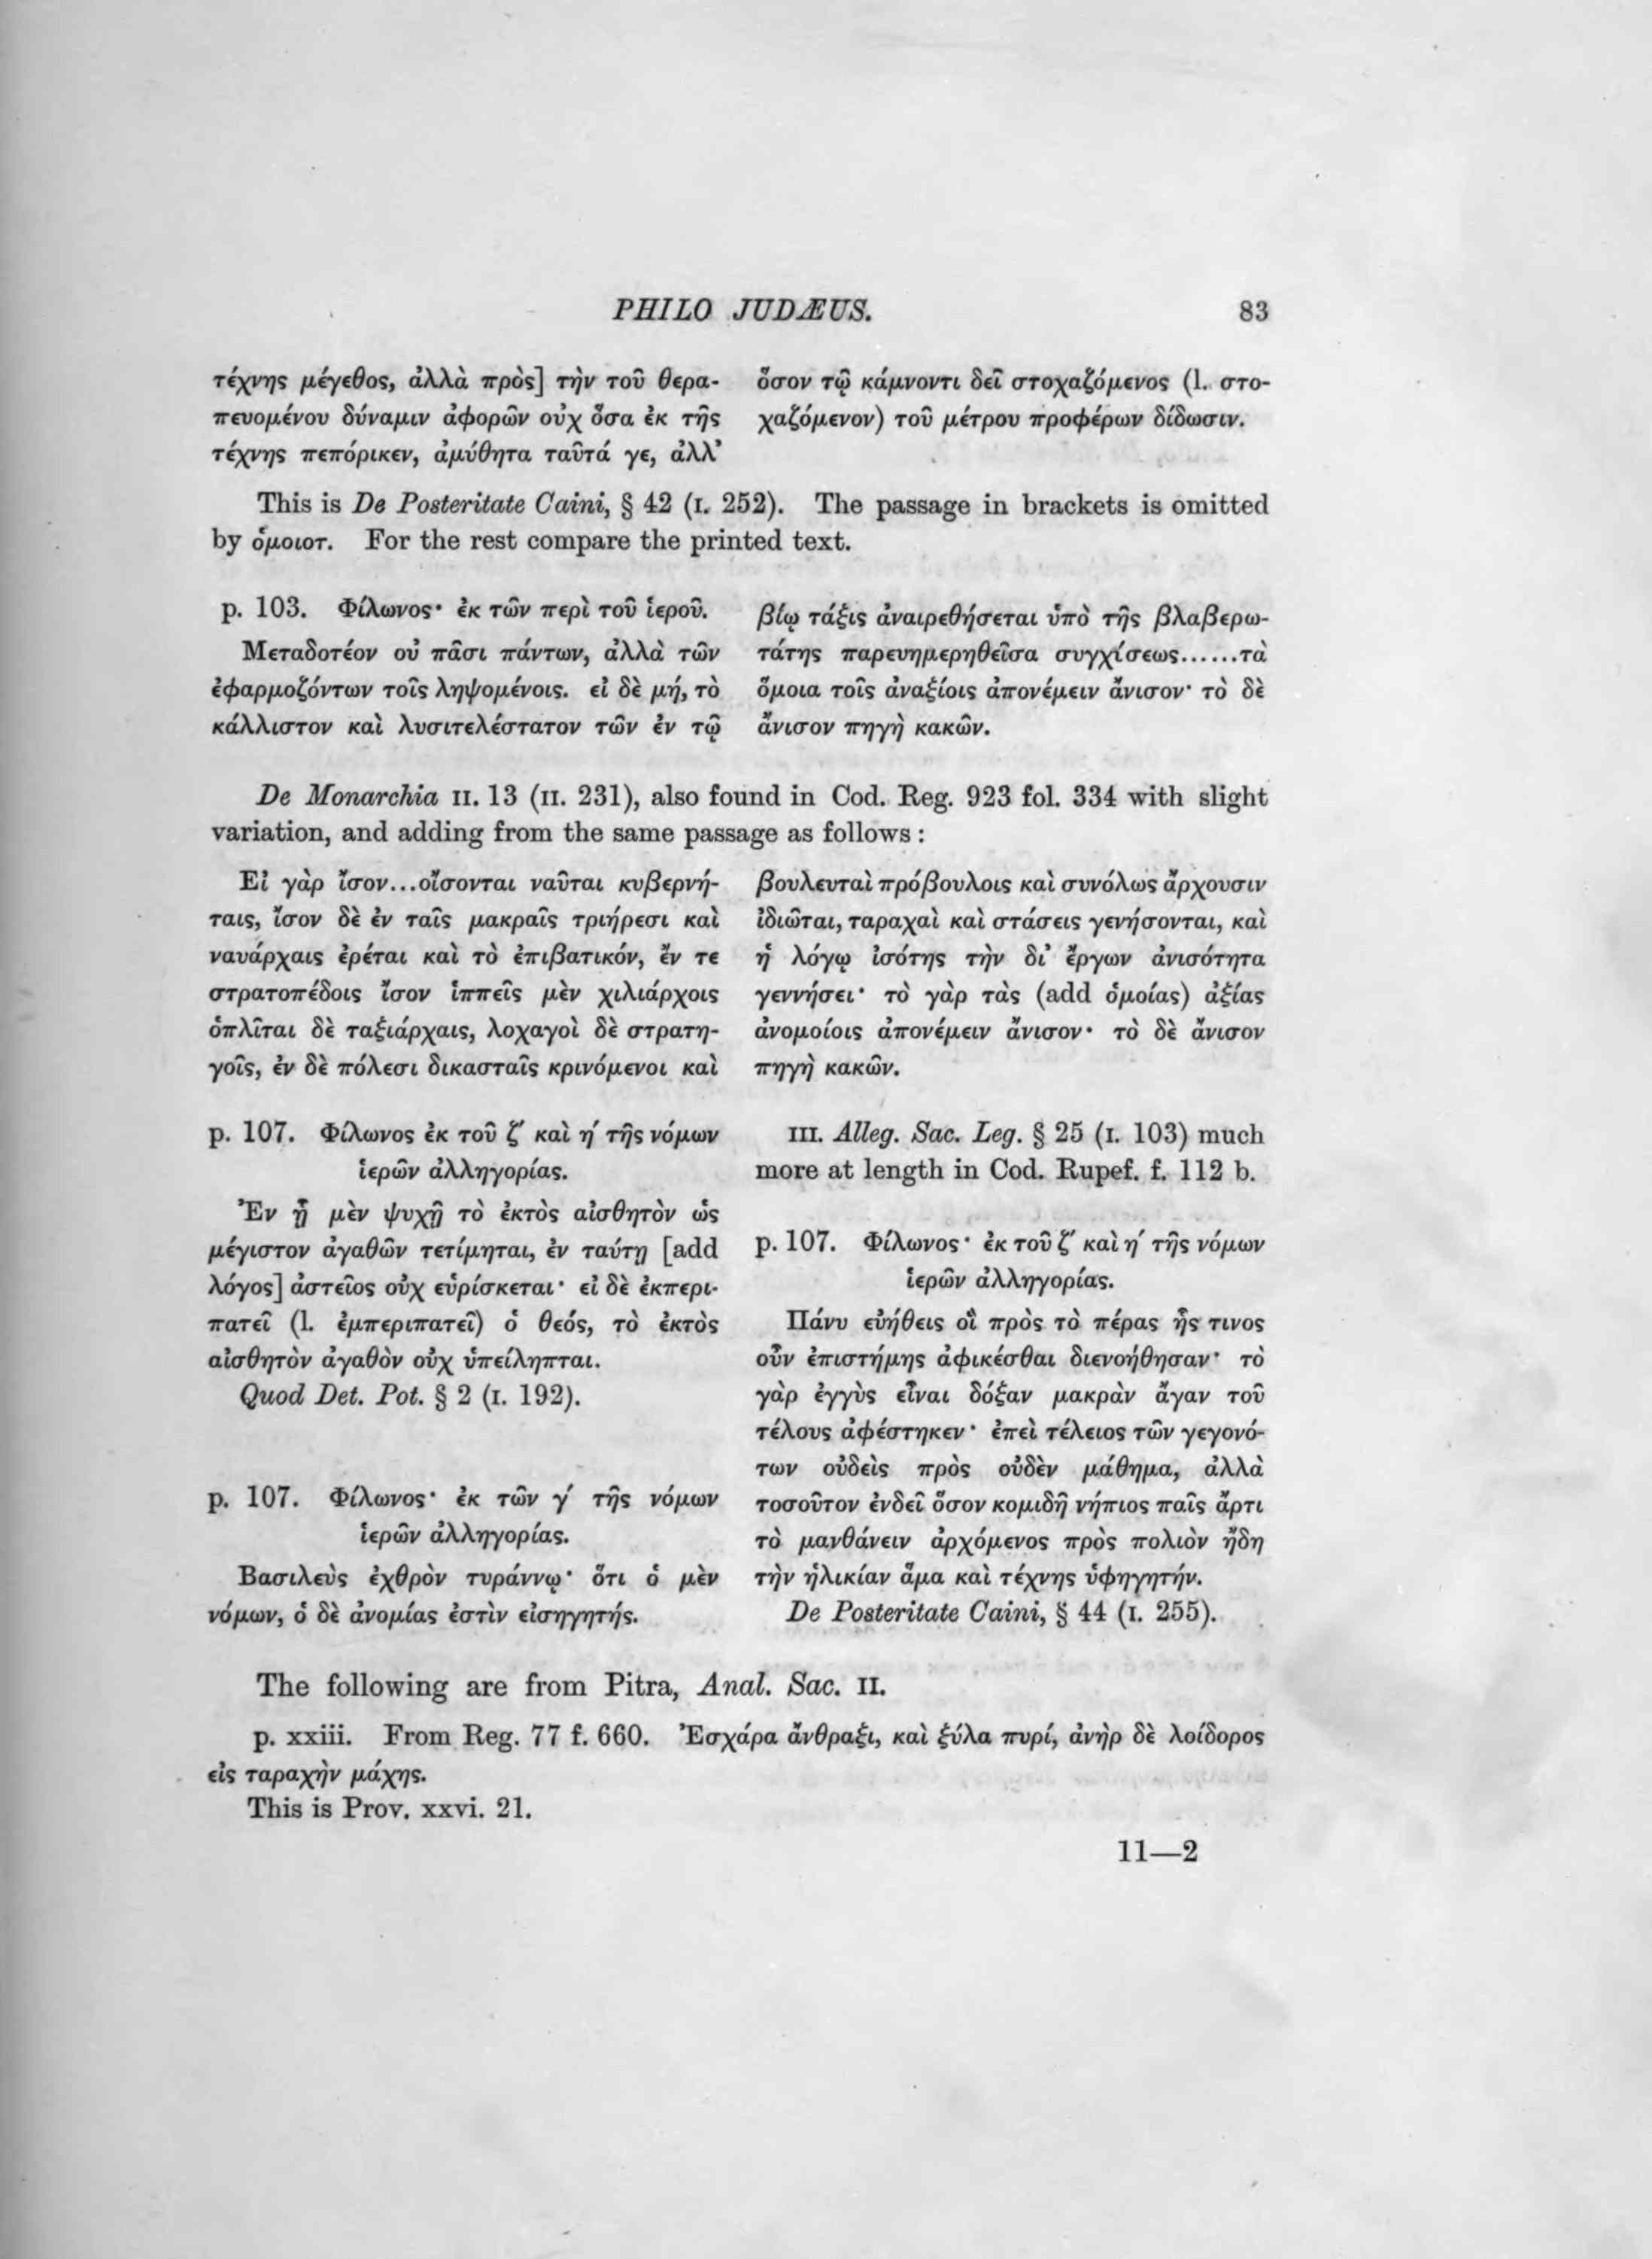 PHILO JUDÆUS. 83
τέχνης μέγεθος, ἀλλὰ πρὸς] τὴν τοῦ θερα-
πευομένου δύναμιν ἀφορῶν οὐχ ὅσα ἐκ τῆς
τέχνης πεπόρικεν, ἀμύθητα ταῦτά γε, ἀλλ’
ὅσον τῷ κάμνοντι δεῖ στοχαζόμενος (l. στο-
χαζόμενον) τοῦ μέτρου προφέρων δίδωσιν.
This is De Posteritate Caini, § 42 (I. 252). The passage in brackets is omitted
by ὁμοιοτ. For the rest compare the printed text.
p. 103. Φίλωνος· ἐκ τῶν περὶ τοῦ ἱεροῦ.
Μεταδοτέον οὐ πᾶσι πάντων, ἀλλὰ τῶν
ἐφαρμοζόντων τοῖς ληψομένοις. εἰ δὲ μή, τὸ
κάλλιστον καὶ λυσιτελέστατον τῶν ἐν τῷ
βίῳ τάξις ἀναιρεθήσεται ὑπὸ τῆς βλαβερω-
τάτης παρευημερηθεῖσα συγχίσεως......τὰ
ὅμοια τοῖς ἀναξίοις ἀπονέμειν ἄνισον· τὸ δὲ
ἄνισον πηγὴ κακῶν.
De Monarchia II. 13 (II. 231), also found in Cod. Reg. 923 fol. 334 with slight
variation, and adding from the same passage as follows :
Εἰ γὰρ ἴσον...οἴσονται ναῦται κυβερνή-
ταις, ἴσον δὲ ἐν ταῖς μακραῖς τριήρεσι καὶ
ναυάρχαις ἐρέται καὶ τὸ ἐπιβατικόν, ἔν τε
στρατοπέδοις ἴσον ἱππεῖς μὲν χιλιάρχοις
ὁπλῖται δὲ ταξιάρχαις, λοχαγοὶ δὲ στρατη-
γοῖς, ἐν δὲ πόλεσι δικασταῖς κρινόμενοι καὶ
βουλευταὶ πρόβουλοις καὶ συνόλως ἄρχουσιν
ἰδιῶται, ταραχαὶ καὶ στάσεις γενήσονται, καὶ
ἡ λόγῳ ἰσότης τὴν δι’ ἔργων ἀνισότητα
γεννήσει· τὸ γὰρ τὰς (add ὁμοίας) ἀξίας
ἀνομοίοις ἀπονέμειν ἄνισον· τὸ δὲ ἄνισον
πηγὴ κακῶν.
p. 107. Φίλωνος ἐκ τοῦ ζ´ καὶ η´ τῆς νόμων
ἱερῶν ἀλληγορίας.
Ἐν ᾗ μὲν ψυχῇ τὸ ἐκτὸς αἰσθητὸν ὡς
μέγιστον ἀγαθῶν τετίμηται, ἐν ταύτῃ [add
λόγος] ἀστεῖος οὐχ εὑρίσκεται· εἰ δὲ ἐκπερι-
πατεῖ (l. ἐμπεριπατεῖ) ὁ θεός, τὸ ἐκτὸς
αἰσθητὸν ἀγαθὸν οὐχ ὑπείληπται.
Quod Det. Pot. § 2 (I. 192).
p. 107. Φίλωνος· ἐκ τῶν γ´ τῆς νόμων
ἱερῶν ἀλληγορίας.
Βασιλεὺς ἐχθρὸν τυράννῳ· ὅτι ὁ μὲν
νόμων, ὁ δὲ ἀνομίας ἐστὶν εἰσηγητής.
III. Alleg. Sac. Leg. § 25 (I. 103) much
more at length in Cod. Rupef. f. 112 b.
p. 107. Φίλωνος· ἐκ τοῦ ζ´ καὶ η´ τῆς νόμων
ἱερῶν ἀλληγορίας.
Πάνυ εὐήθεις οἳ πρὸς τὸ πέρας ἧς τινος
οὖν ἐπιστήμης ἀφικέσθαι διενοήθησαν· τὸ
γὰρ ἐγγὺς εἶναι δόξαν μακρὰν ἄγαν τοῦ
τέλους ἀφέστηκεν· ἐπεὶ τέλειος τῶν γεγονό-
των οὐδεὶς πρὸς οὐδὲν μάθημα, ἀλλὰ
τοσοῦτον ἐνδεῖ ὅσον κομιδῇ νήπιος παῖς ἄρτι
τὸ μανθάνειν ἀρχόμενος πρὸς πολιὸν ἤδη
τὴν ἡλικίαν ἅμα καὶ τέχνης ὑφηγητήν.
De Posteritate Caini, § 44 (I. 255).
The following are from Pitra, Anal. Sac. II.
p. xxiii. From Reg. 77 f. 660. Ἐσχάρα ἄνθραξι, καὶ ξύλα πυρί, ἀνὴρ δὲ λοίδορος
εἰς ταραχὴν μάχης.
This is Prov. xxvi. 21.
11—2